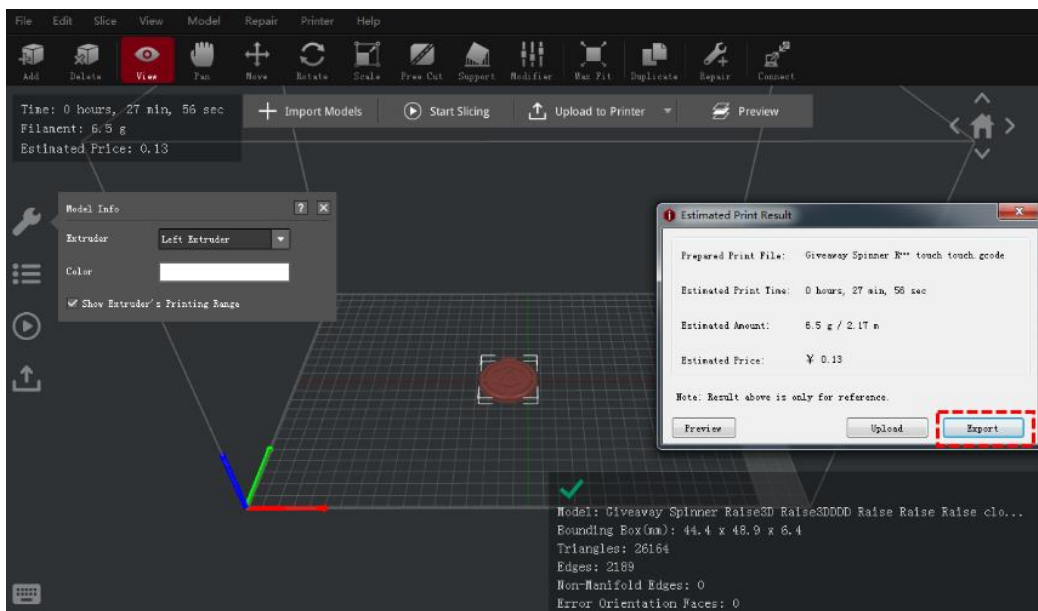 File Edit Slice View Model Repair Printer Help
Add Delete View Pan Move Rotate Scale Free Cut Support Modifier Max Fit Duplicate Repair Connect
Time: 0 hours, 27 min, 56 sec
Filament: 6.5 g
Estimated Price: 0.13
Import Models Start Slicing Upload to Printer Preview
Model Info ? X
Extruder Left Extruder
Color
Show Extruder's Printing Range
Estimated Print Result
Prepared Print File: Giveaway Spinner R··· touch touch.gcode
Estimated Print Time: 0 hours, 27 min, 56 sec
Estimated Amount: 6.5 g / 2.17 m
Estimated Price: ¥ 0.13
Note: Result above is only for reference.
Preview Upload Export
Model: Giveaway Spinner Raise3D Raise3DDDD Raise Raise Raise clo...
Bounding Box(mm): 44.4 x 48.9 x 6.4
Triangles: 26164
Edges: 2189
Non-Manifold Edges: 0
Error Orientation Faces: 0